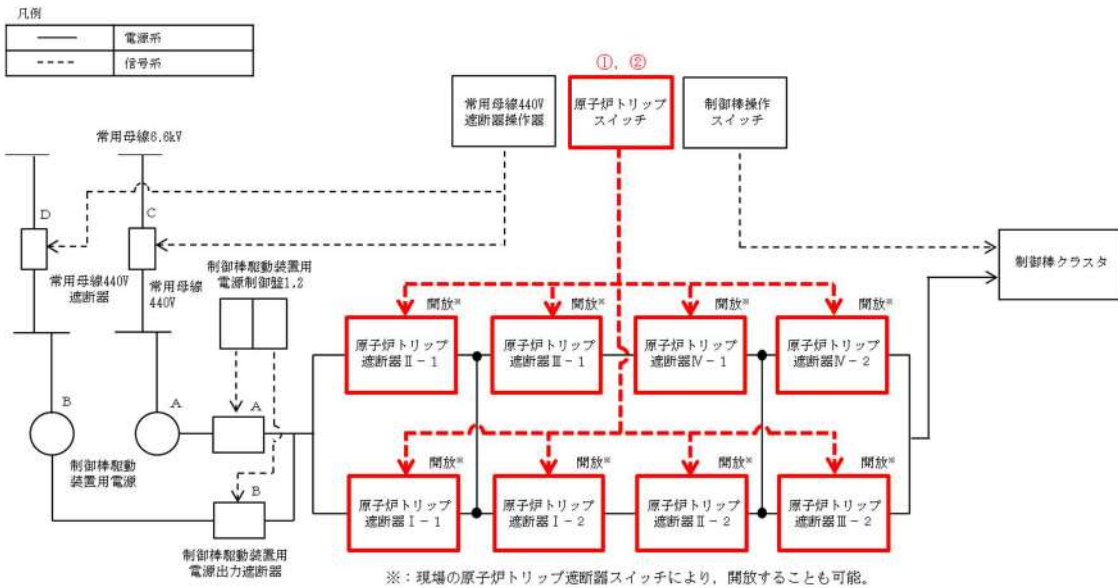 凡例
電源系
信号系
①, ②
常用母線440V
遮断器操作器
原子炉トリップ
スイッチ
制御棒操作
スイッチ
常用母線6.6kV
D
C
常用母線440V
遮断器
常用母線
440V
制御棒駆動装置用
電源制御盤1,2
制御棒クラスタ
開放※
開放※
開放※
開放※
原子炉トリップ
遮断器Ⅱ-1
原子炉トリップ
遮断器Ⅲ-1
原子炉トリップ
遮断器Ⅳ-1
原子炉トリップ
遮断器Ⅳ-2
B
A
A
制御棒駆動
装置用電源
B
制御棒駆動装置用
電源出力遮断器
開放※
開放※
開放※
開放※
原子炉トリップ
遮断器Ⅰ-1
原子炉トリップ
遮断器Ⅰ-2
原子炉トリップ
遮断器Ⅱ-2
原子炉トリップ
遮断器Ⅲ-2
※:現場の原子炉トリップ遮断器スイッチにより，開放することも可能。